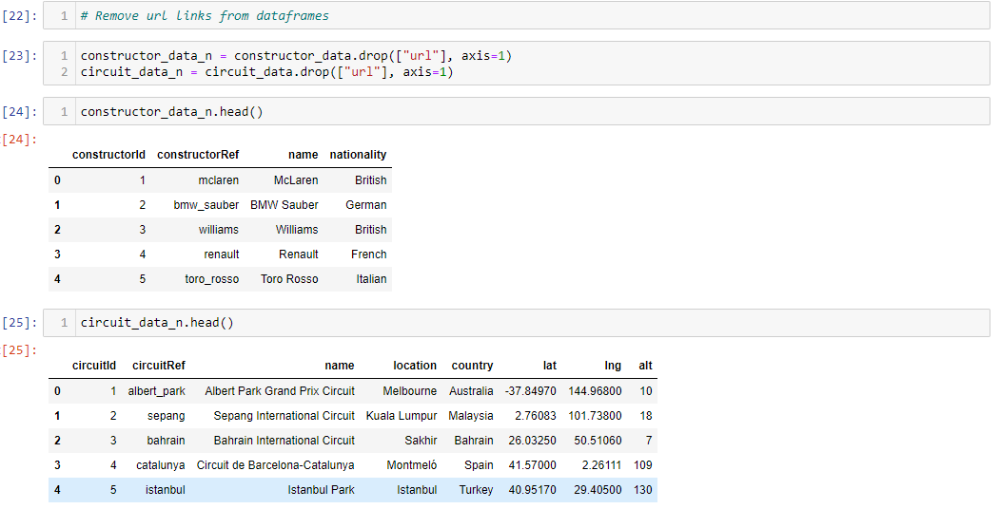 [22]: 1 # Remove url links from dataframes
[23]: 1 constructor_data_n = constructor_data.drop(["url"], axis=1)
2 circuit_data_n = circuit_data.drop(["url"], axis=1)
[24]: 1 constructor_data_n.head()
:[24]:
constructorId constructorRef name nationality
0 1 mclaren McLaren British
1 2 bmw_sauber BMW Sauber German
2 3 williams Williams British
3 4 renault Renault French
4 5 toro_rosso Toro Rosso Italian
[25]: 1 circuit_data_n.head()
:[25]:
circuitId circuitRef name location country lat lng alt
0 1 albert_park Albert Park Grand Prix Circuit Melbourne Australia -37.84970 144.96800 10
1 2 sepang Sepang International Circuit Kuala Lumpur Malaysia 2.76083 101.73800 18
2 3 bahrain Bahrain International Circuit Sakhir Bahrain 26.03250 50.51060 7
3 4 catalunya Circuit de Barcelona-Catalunya Montmeló Spain 41.57000 2.26111 109
4 5 istanbul Istanbul Park Istanbul Turkey 40.95170 29.40500 130